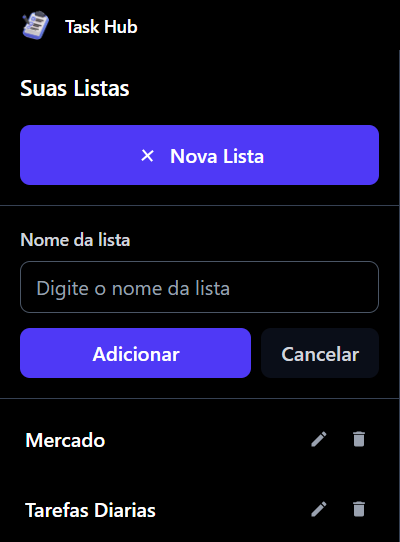 Task Hub
Suas Listas
× Nova Lista
Nome da lista
Digite o nome da lista
Adicionar Cancelar
Mercado
Tarefas Diarias